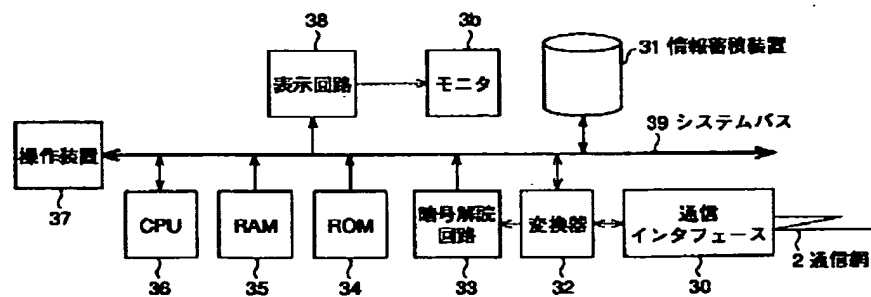 38
3b
表示回路
モニタ
31 情報蓄積装置
39 システムバス
操作装置
37
CPU
RAM
ROM
暗号解読
回路
変換器
通信
インタフェース
2 通信網
36
35
34
33
32
30